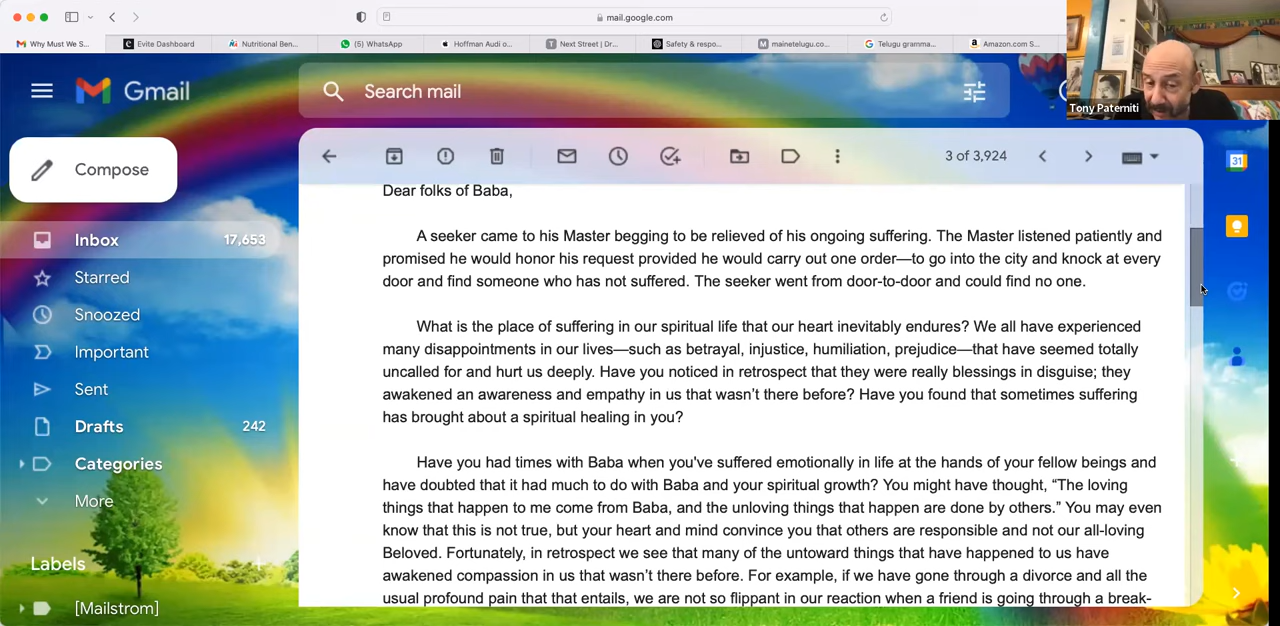 mail.google.com
Why Must We S...
Evite Dashboard
Nutritional Ben...
(5) WhatsApp
Hoffman Audi o...
Next Street | Dr...
Safety & respo...
mainetelugu.co...
Telugu gramma...
Amazon.com S...
Tony Paterniti
Gmail
Search mail
Compose
3 of 3,924
31
Inbox 17,653
Starred
Snoozed
Important
Sent
Drafts 242
Categories
More
Labels
[Mailstrom]
Dear folks of Baba,
A seeker came to his Master begging to be relieved of his ongoing suffering. The Master listened patiently and
promised he would honor his request provided he would carry out one order—to go into the city and knock at every
door and find someone who has not suffered. The seeker went from door-to-door and could find no one.
What is the place of suffering in our spiritual life that our heart inevitably endures? We all have experienced
many disappointments in our lives—such as betrayal, injustice, humiliation, prejudice—that have seemed totally
uncalled for and hurt us deeply. Have you noticed in retrospect that they were really blessings in disguise; they
awakened an awareness and empathy in us that wasn’t there before? Have you found that sometimes suffering
has brought about a spiritual healing in you?
Have you had times with Baba when you've suffered emotionally in life at the hands of your fellow beings and
have doubted that it had much to do with Baba and your spiritual growth? You might have thought, “The loving
things that happen to me come from Baba, and the unloving things that happen are done by others.” You may even
know that this is not true, but your heart and mind convince you that others are responsible and not our all-loving
Beloved. Fortunately, in retrospect we see that many of the untoward things that have happened to us have
awakened compassion in us that wasn’t there before. For example, if we have gone through a divorce and all the
usual profound pain that that entails, we are not so flippant in our reaction when a friend is going through a break-